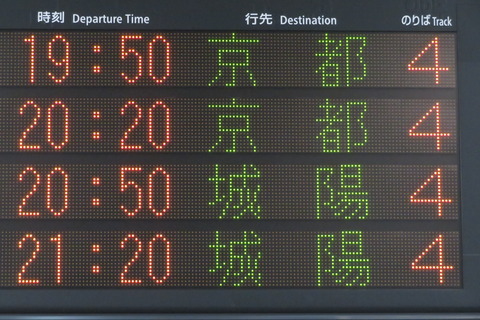 時刻 Departure Time 行先 Destination のりば Track
19:50 京都 4
20:20 京都 4
20:50 城陽 4
21:20 城陽 4